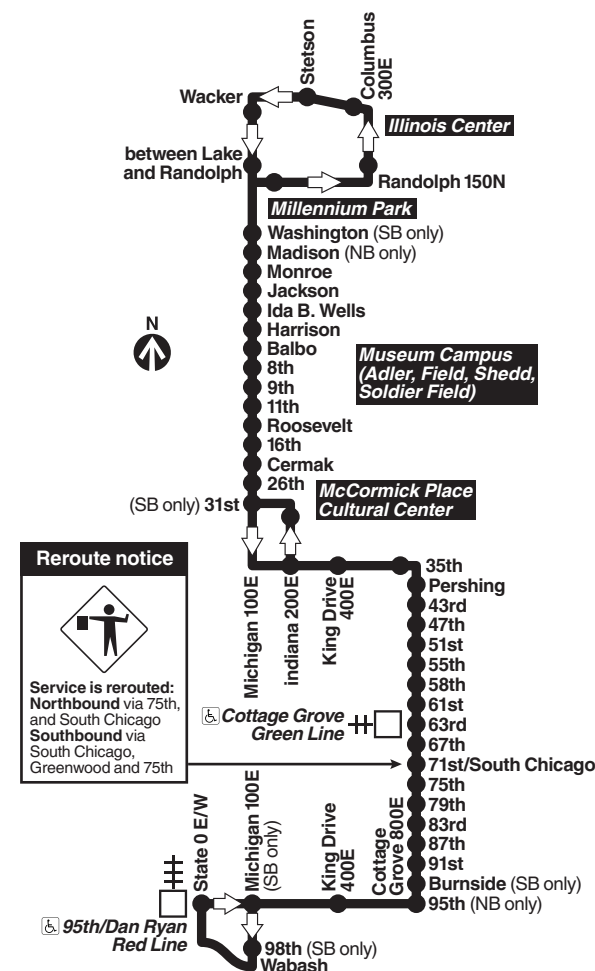 Stetson
Columbus
300E
Wacker
Illinois Center
between Lake
and Randolph
Randolph 150N
Millennium Park
Washington (SB only)
Madison (NB only)
Monroe
Jackson
Ida B. Wells
N
Harrison
Balbo
8th
9th
11th
Roosevelt
16th
Cermak
26th
Museum Campus
(Adler, Field, Shedd,
Soldier Field)
(SB only) 31st
McCormick Place
Cultural Center
Michigan 100E
indiana 200E
King Drive
400E
35th
Pershing
43rd
47th
51st
55th
58th
61st
63rd
67th
71st/South Chicago
75th
79th
83rd
87th
91st
Burnside (SB only)
95th (NB only)
Cottage Grove
Green Line
Reroute notice
Service is rerouted:
Northbound via 75th,
and South Chicago
Southbound via
South Chicago,
Greenwood and 75th
State 0 E/W
Michigan 100E
(SB only)
King Drive
400E
Cottage
Grove 800E
95th/Dan Ryan
Red Line
98th (SB only)
Wabash